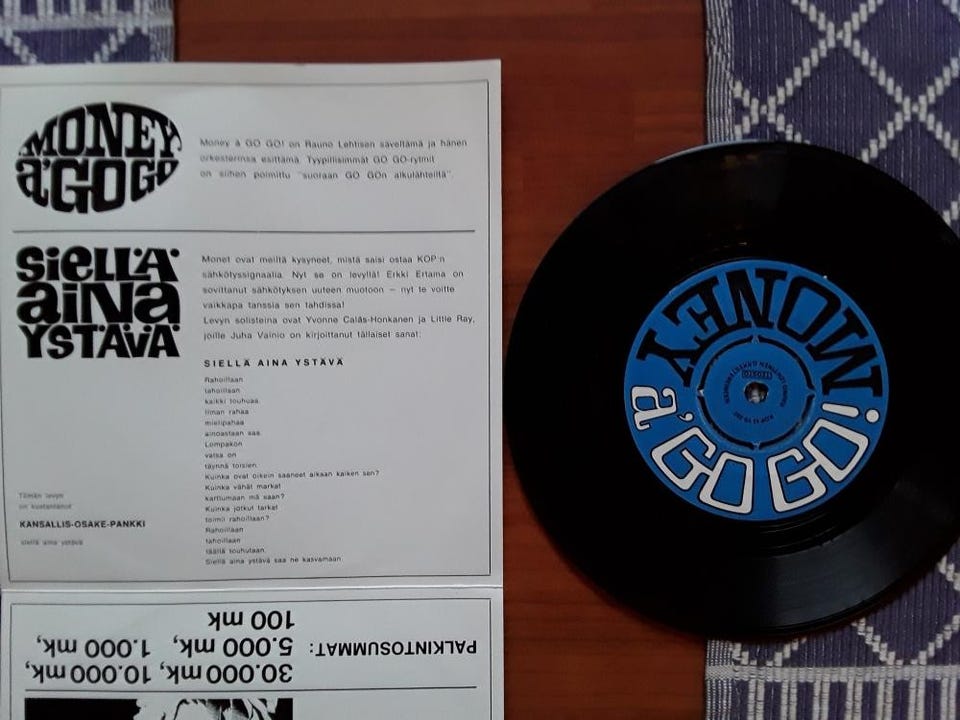 MONEY
à GO GO
Money à GO GO! on Rauno Lehtisen säveltämä ja hänen
orkesterinsa esittämä. Tyypillisimmät GO GO-rytmit
on siihen poimittu "suoraan GO GOn alkulähteiltä".
SIELLÄ
AINA
YSTÄVÄ
Monet ovat meiltä kysyneet, mistä saisi ostaa KOP:n
sähkötyssignaalia. Nyt se on levyllä! Erkki Ertama on
sovittanut sähkötyksen uuteen muotoon — nyt te voitte
vaikkapa tanssia sen tahdissa!
Levyn solisteina ovat Yvonne Calás-Honkanen ja Little Ray,
joille Juha Vainio on kirjoittanut tällaiset sanat:
SIELLÄ AINA YSTÄVÄ
Rahoillaan
tahoillaan
kaikki touhuaa.
Ilman rahaa
mielipahaa
ainoastaan saa.
Lompakon
vatsa on
täynnä toisien.
Kuinka ovat oikein saaneet aikaan kaiken sen?
Kuinka vähät markat
karttumaan mä saan?
Kuinka jotkut tarkat
toimii rahoillaan?
Rahoillaan
tahoillaan
täällä touhutaan.
Siellä aina ystävä saa ne kasvamaan.
Tämän levyn
on kustantanut
KANSALLIS-OSAKE-PANKKI
siellä aina ystävä
PALKINTOSUMMAT:
30.000 mk, 10.000 mk,
5.000 mk, 1.000 mk,
100 mk
MONEY
à GO GO!